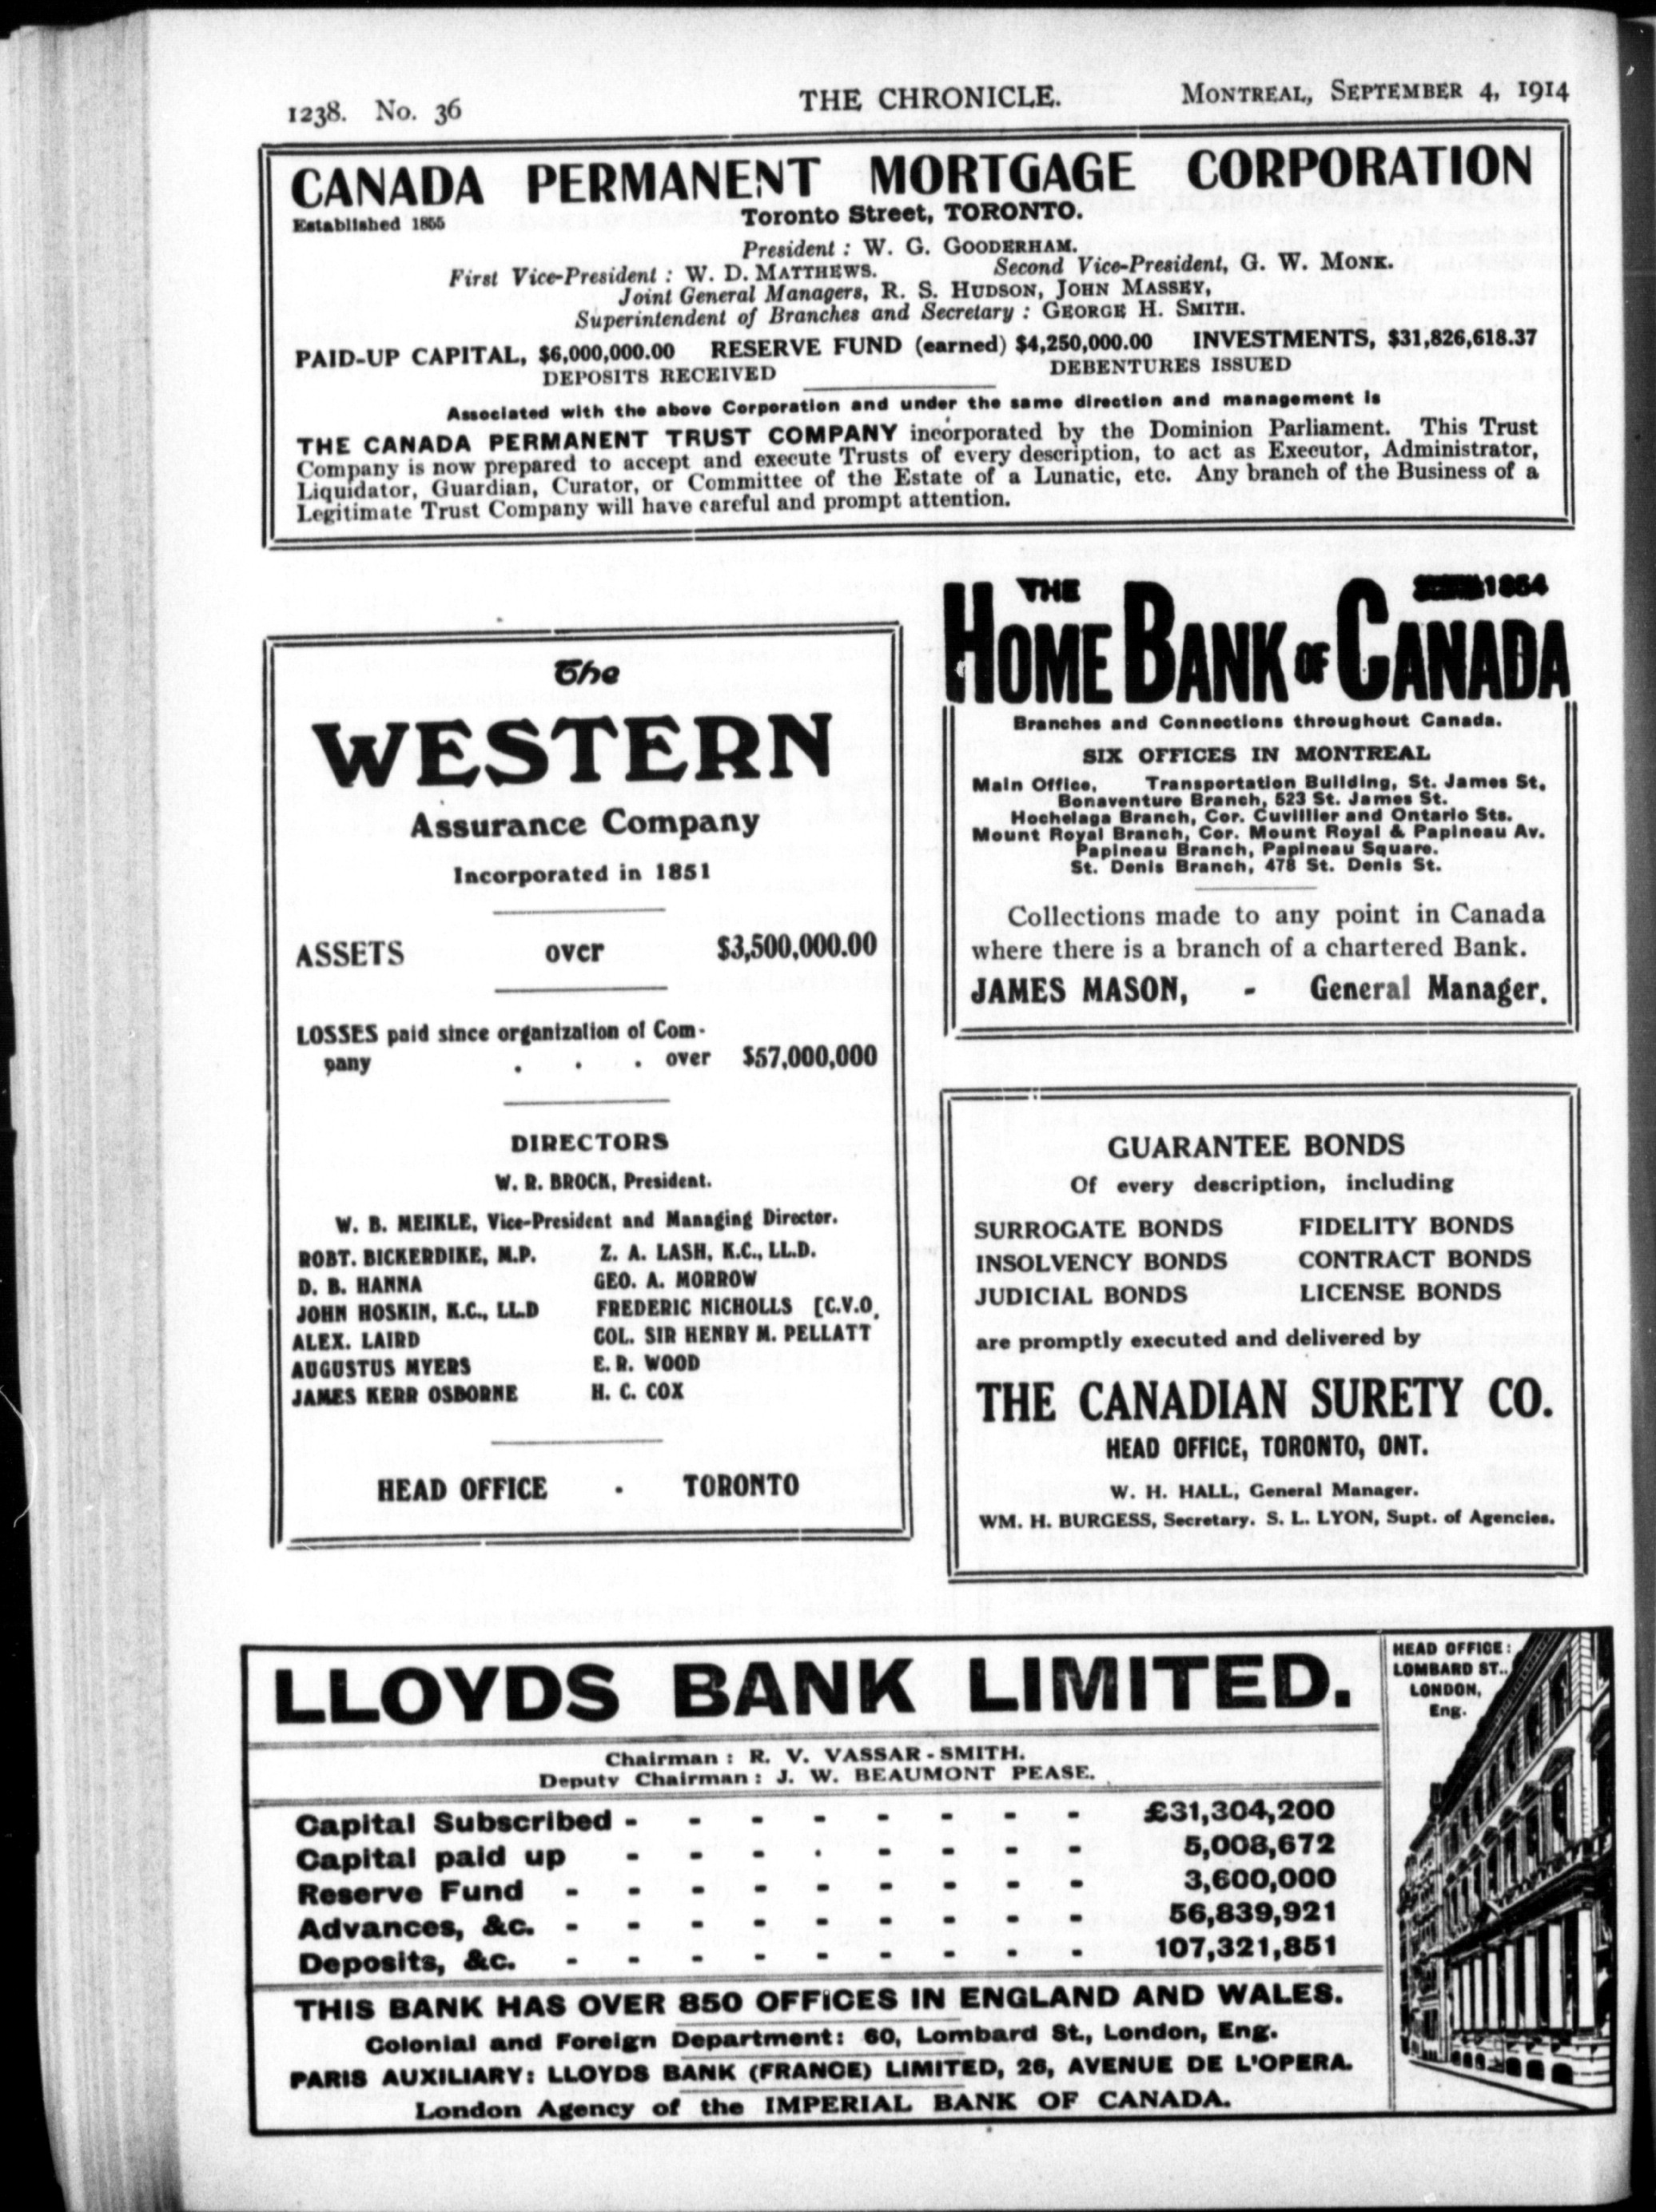 1238. No. 36 THE CHRONICLE. MONTREAL, SEPTEMBER 4, 1914
CANADA PERMANENT MORTGAGE CORPORATION
Established 1855 Toronto Street, TORONTO.
President : W. G. GOODERHAM.
First Vice-President : W. D. MATTHEWS. Second Vice-President, G. W. MONK.
Joint General Managers, R. S. HUDSON, JOHN MASSEY,
Superintendent of Branches and Secretary : GEORGE H. SMITH.
PAID-UP CAPITAL, $6,000,000.00 RESERVE FUND (earned) $4,250,000.00 INVESTMENTS, $31,826,618.37
DEPOSITS RECEIVED DEBENTURES ISSUED
Associated with the above Corporation and under the same direction and management is
THE CANADA PERMANENT TRUST COMPANY incorporated by the Dominion Parliament. This Trust
Company is now prepared to accept and execute Trusts of every description, to act as Executor, Administrator,
Liquidator, Guardian, Curator, or Committee of the Estate of a Lunatic, etc. Any branch of the Business of a
Legitimate Trust Company will have careful and prompt attention.
The
WESTERN
Assurance Company
Incorporated in 1851
ASSETS over $3,500,000.00
LOSSES paid since organization of Com-
pany . . . over $57,000,000
DIRECTORS
W. R. BROCK, President.
W. B. MEIKLE, Vice-President and Managing Director.
ROBT. BICKERDIKE, M.P. Z. A. LASH, K.C., LL.D.
D. B. HANNA GEO. A. MORROW
JOHN HOSKIN, K.C., LL.D FREDERIC NICHOLLS [C.V.O.
ALEX. LAIRD COL. SIR HENRY M. PELLATT
AUGUSTUS MYERS E. R. WOOD
JAMES KERR OSBORNE H. C. COX
HEAD OFFICE - TORONTO
THE 1854
HOME BANK OF CANADA
Branches and Connections throughout Canada.
SIX OFFICES IN MONTREAL
Main Office, Transportation Building, St. James St.
Bonaventure Branch, 523 St. James St.
Hochelaga Branch, Cor. Cuvillier and Ontario Sts.
Mount Royal Branch, Cor. Mount Royal & Papineau Av.
Papineau Branch, Papineau Square.
St. Denis Branch, 478 St. Denis St.
Collections made to any point in Canada
where there is a branch of a chartered Bank.
JAMES MASON, - General Manager.
GUARANTEE BONDS
Of every description, including
SURROGATE BONDS FIDELITY BONDS
INSOLVENCY BONDS CONTRACT BONDS
JUDICIAL BONDS LICENSE BONDS
are promptly executed and delivered by
THE CANADIAN SURETY CO.
HEAD OFFICE, TORONTO, ONT.
W. H. HALL, General Manager.
WM. H. BURGESS, Secretary. S. L. LYON, Supt. of Agencies.
LLOYDS BANK LIMITED.
HEAD OFFICE:
LOMBARD ST.,
LONDON,
Eng.
Chairman : R. V. VASSAR-SMITH.
Deputy Chairman : J. W. BEAUMONT PEASE.
Capital Subscribed - - - - - - - - £31,304,200
Capital paid up - - - - - - - - 5,008,672
Reserve Fund - - - - - - - - - 3,600,000
Advances, &c. - - - - - - - - - 56,839,921
Deposits, &c. - - - - - - - - - 107,321,851
THIS BANK HAS OVER 850 OFFICES IN ENGLAND AND WALES.
Colonial and Foreign Department: 60, Lombard St., London, Eng.
PARIS AUXILIARY: LLOYDS BANK (FRANCE) LIMITED, 26, AVENUE DE L'OPERA.
London Agency of the IMPERIAL BANK OF CANADA.